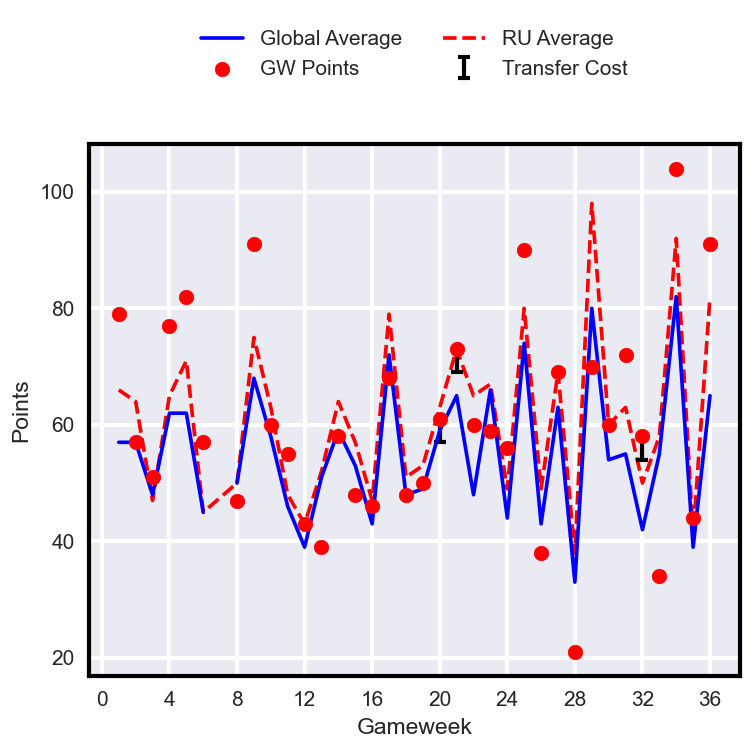 Global Average
RU Average
GW Points
Transfer Cost
100
80
60
40
20
Points
0 4 8 12 16 20 24 28 32 36
Gameweek